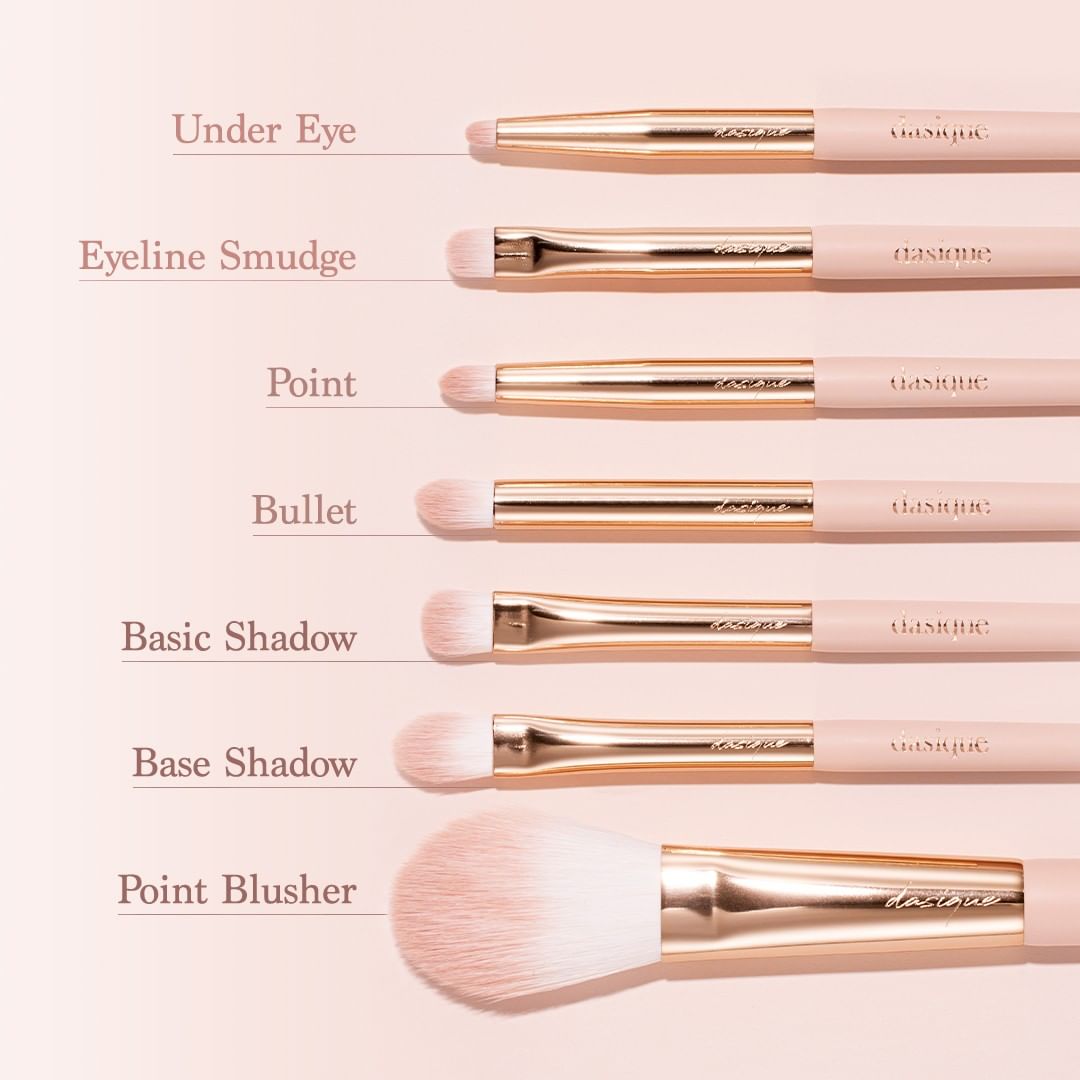 Under Eye
dasique
dasique
Eyeline Smudge
dasique
dasique
Point
dasique
dasique
Bullet
dasique
dasique
Basic Shadow
dasique
dasique
Base Shadow
dasique
dasique
Point Blusher
dasique